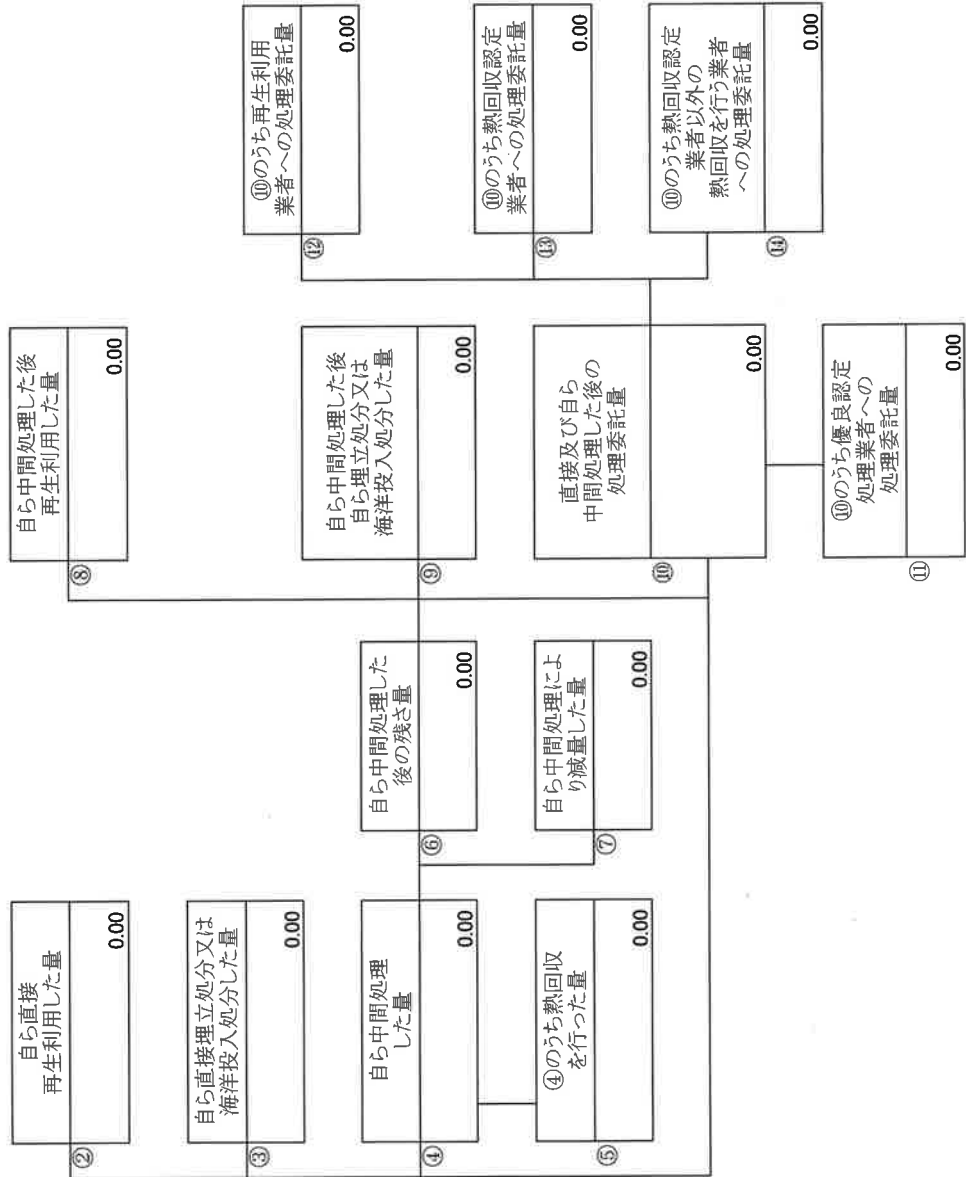 ②
自ら直接
再生利用した量
0.00
③
自ら直接埋立処分又は
海洋投入処分した量
0.00
④
自ら中間処理
した量
0.00
⑤
④のうち熱回収
を行った量
0.00
⑥
自ら中間処理した
後の残さ量
0.00
⑦
自ら中間処理によ
り減量した量
0.00
⑧
自ら中間処理した後
再生利用した量
0.00
⑨
自ら中間処理した後
自ら埋立処分又は
海洋投入処分した量
0.00
⑩
直接及び自ら
中間処理した後の
処理委託量
0.00
⑪
⑩のうち優良認定
処理業者への
処理委託量
0.00
⑫
⑩のうち再生利用
業者への処理委託量
0.00
⑬
⑩のうち熱回収認定
業者への処理委託量
0.00
⑭
⑩のうち熱回収認定
業者以外の
熱回収を行う業者
への処理委託量
0.00